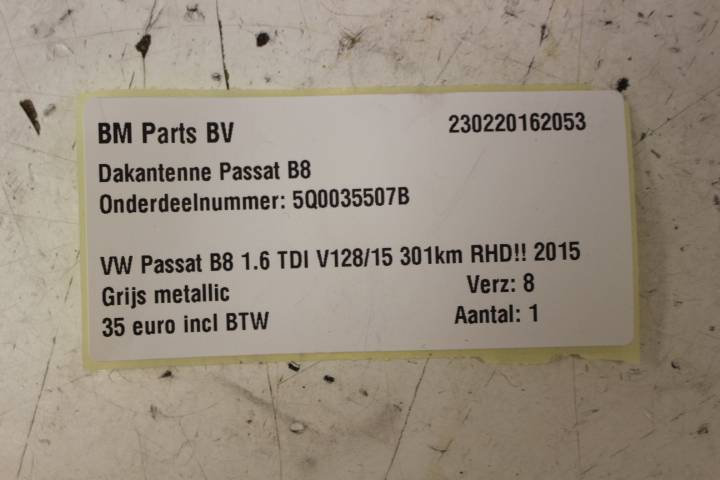 BM Parts BV 230220162053
Dakantenne Passat B8
Onderdeelnummer: 5Q0035507B
VW Passat B8 1.6 TDI V128/15 301km RHD!! 2015
Grijs metallic Verz: 8
35 euro incl BTW Aantal: 1